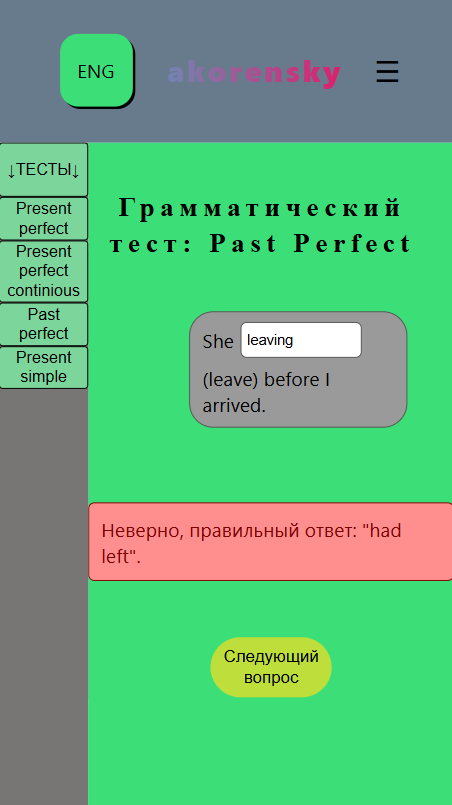 ENG
akorensky
↓ТЕСТЫ↓
Present
perfect
Present
perfect
continious
Past
perfect
Present
simple
Грамматический
тест: Past Perfect
She leaving
(leave) before I
arrived.
Неверно, правильный ответ: "had
left".
Следующий
вопрос